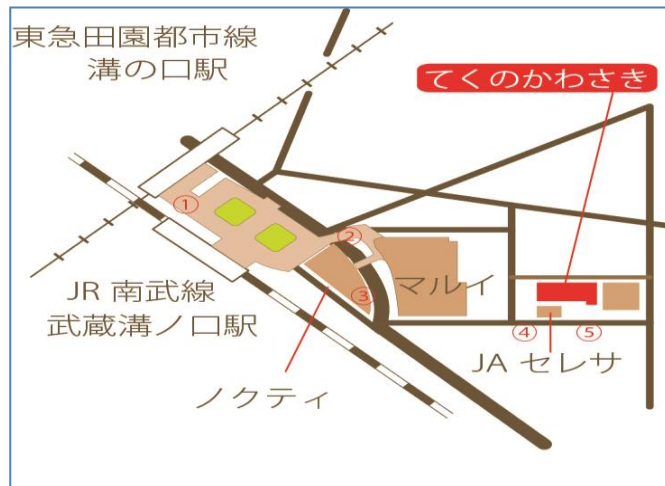 東急田園都市線
溝の口駅
てくのかわさき
①
②
マルイ
③
JR 南武線
武蔵溝ノ口駅
④
⑤
JA セレサ
ノクティ